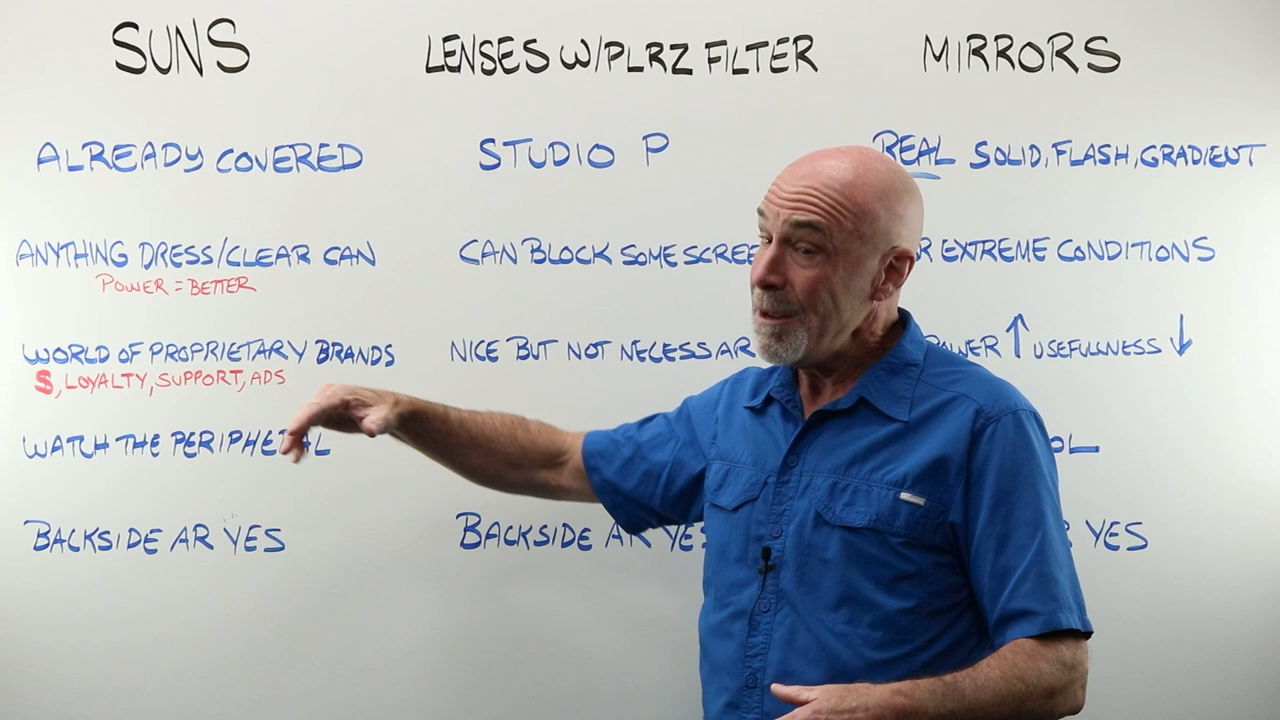 SUNS
ALREADY COVERED
ANYTHING DRESS/CLEAR CAN
POWER = BETTER
WORLD OF PROPRIETARY BRANDS
$, LOYALTY, SUPPORT, ADS
WATCH THE
BACKSIDE AR YES
LENSES W/PLRZ FILTER
STUDIO P
CAN BLOCK SOME
NICE BUT NOT
BACKSIDE AR
MIRRORS
REAL SOLID, FLASH, GRADIENT
EXTREME CONDITIONS
↑ USEFULNESS ↓
YES